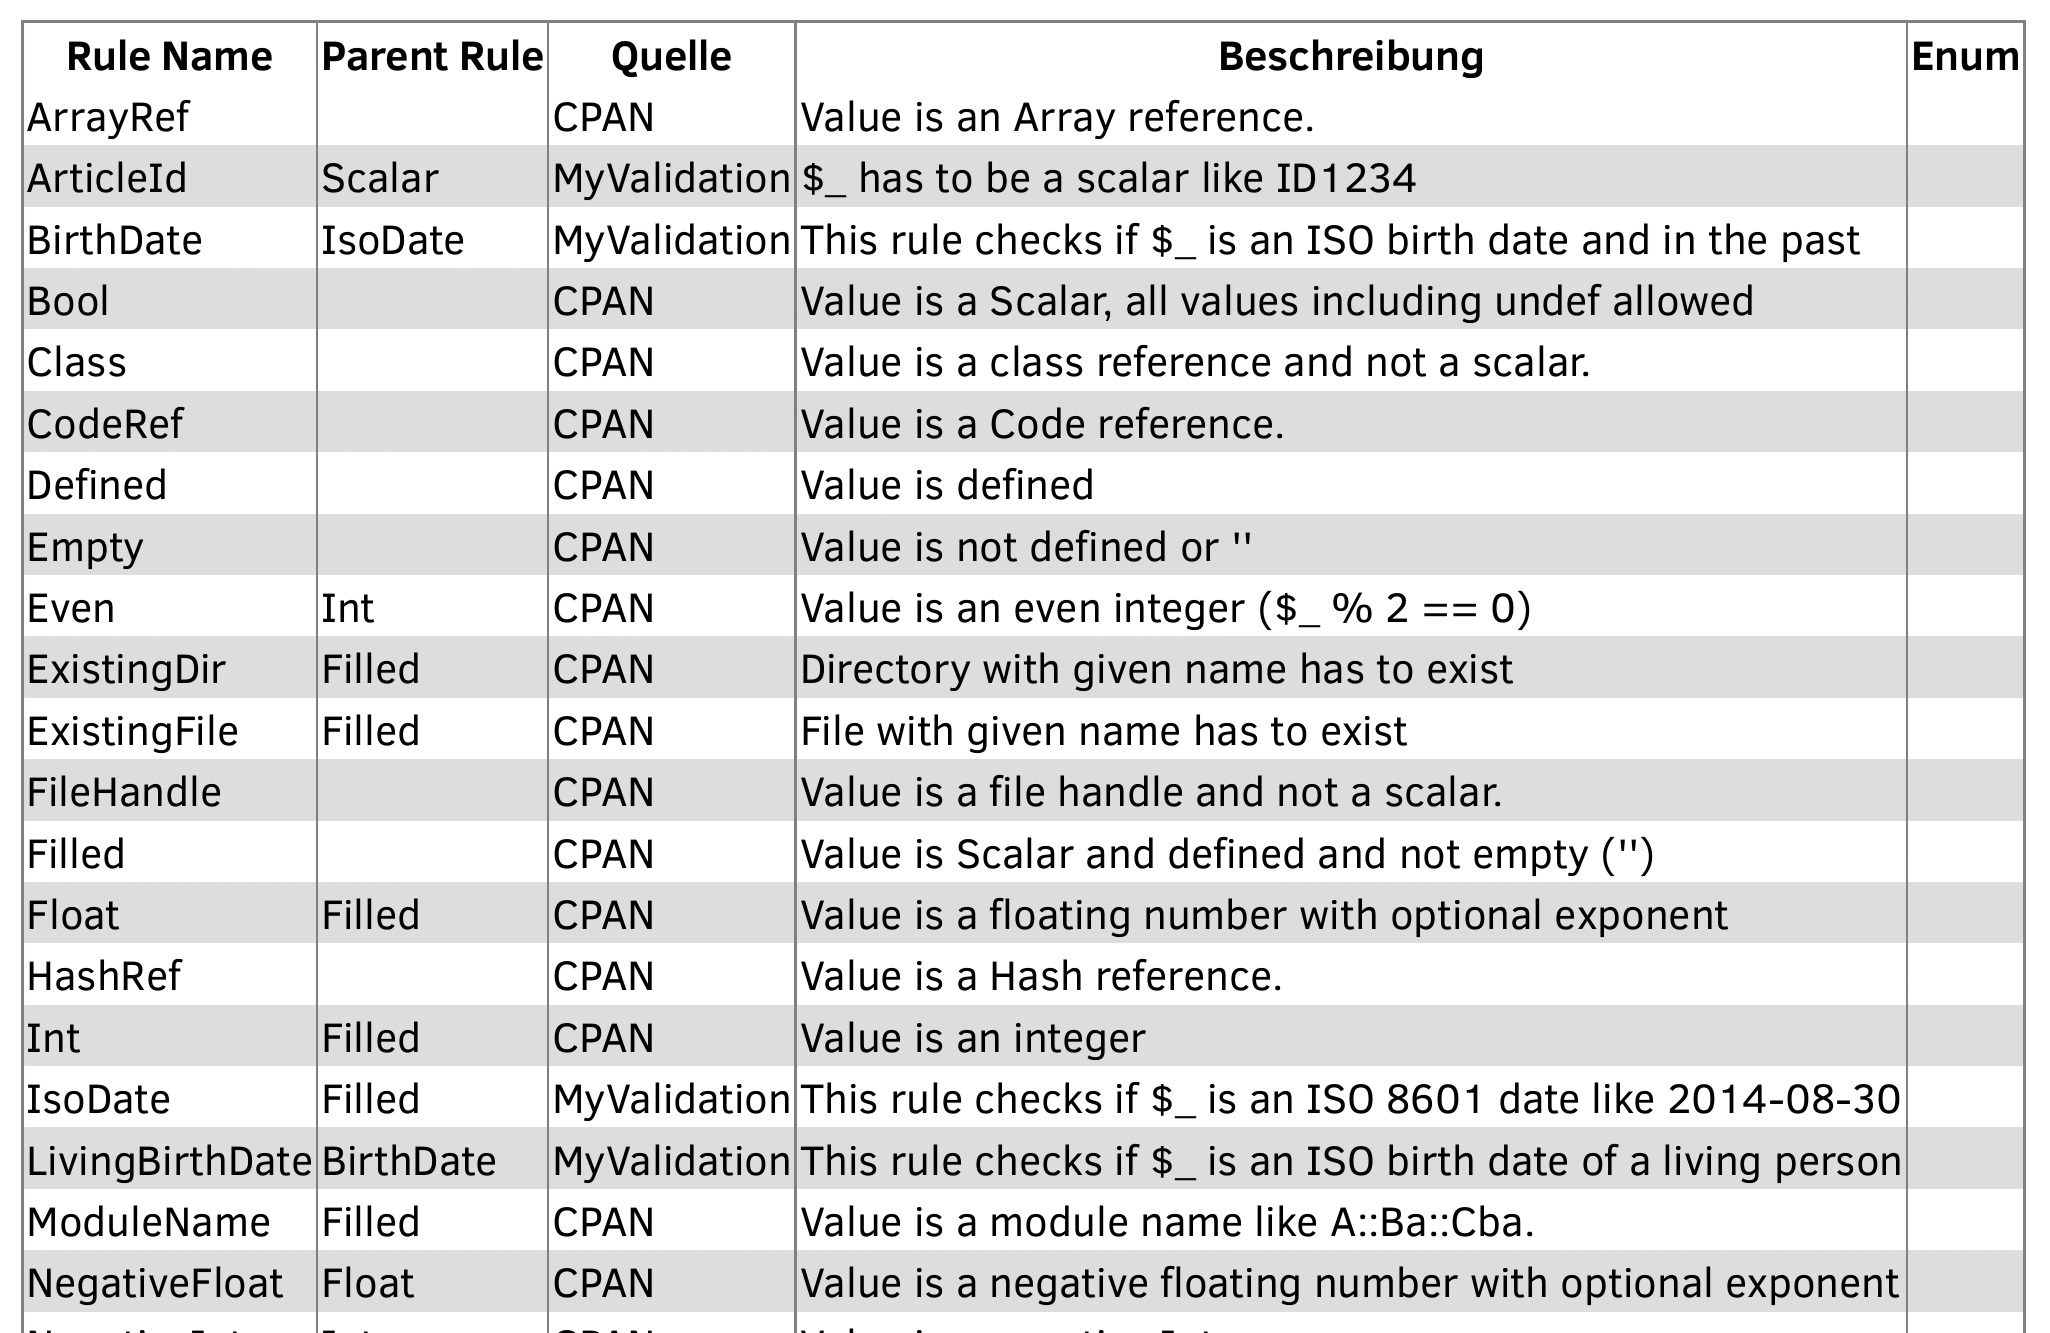 Rule Name Parent Rule Quelle Beschreibung Enum
ArrayRef CPAN Value is an Array reference.
ArticleId Scalar MyValidation $_ has to be a scalar like ID1234
BirthDate IsoDate MyValidation This rule checks if $_ is an ISO birth date and in the past
Bool CPAN Value is a Scalar, all values including undef allowed
Class CPAN Value is a class reference and not a scalar.
CodeRef CPAN Value is a Code reference.
Defined CPAN Value is defined
Empty CPAN Value is not defined or ''
Even Int CPAN Value is an even integer ($_ % 2 == 0)
ExistingDir Filled CPAN Directory with given name has to exist
ExistingFile Filled CPAN File with given name has to exist
FileHandle CPAN Value is a file handle and not a scalar.
Filled CPAN Value is Scalar and defined and not empty ('')
Float Filled CPAN Value is a floating number with optional exponent
HashRef CPAN Value is a Hash reference.
Int Filled CPAN Value is an integer
IsoDate Filled MyValidation This rule checks if $_ is an ISO 8601 date like 2014-08-30
LivingBirthDate BirthDate MyValidation This rule checks if $_ is an ISO birth date of a living person
ModuleName Filled CPAN Value is a module name like A::Ba::Cba.
NegativeFloat Float CPAN Value is a negative floating number with optional exponent